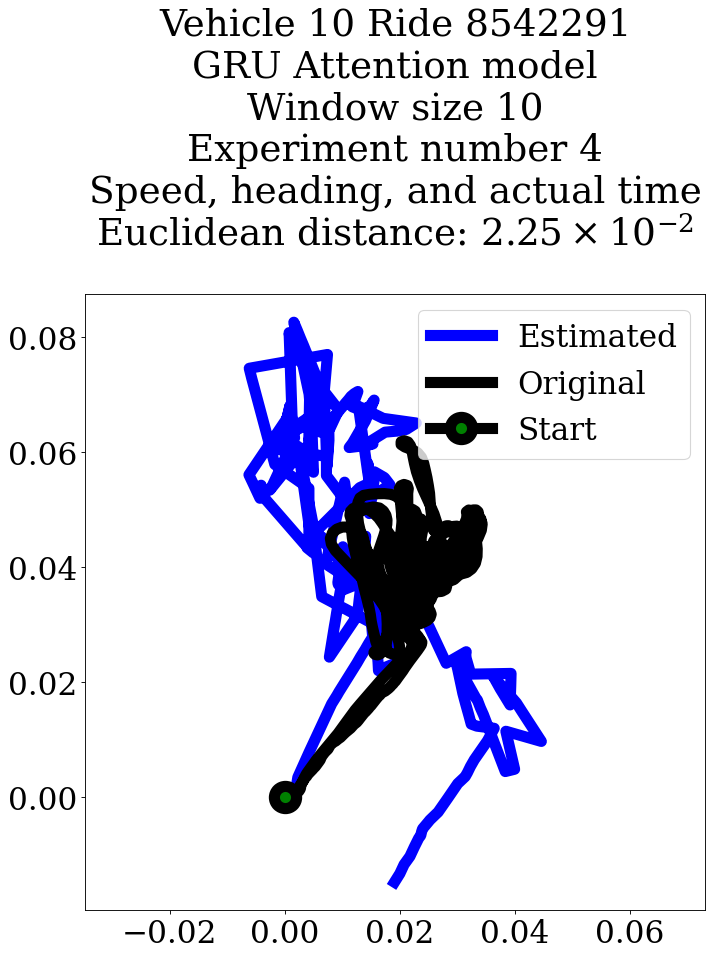 Vehicle 10 Ride 8542291
GRU Attention model
Window size 10
Experiment number 4
Speed, heading, and actual time
Euclidean distance: 2.25 × 10⁻²
Estimated
Original
Start
0.08
0.06
0.04
0.02
0.00
−0.02 0.00 0.02 0.04 0.06